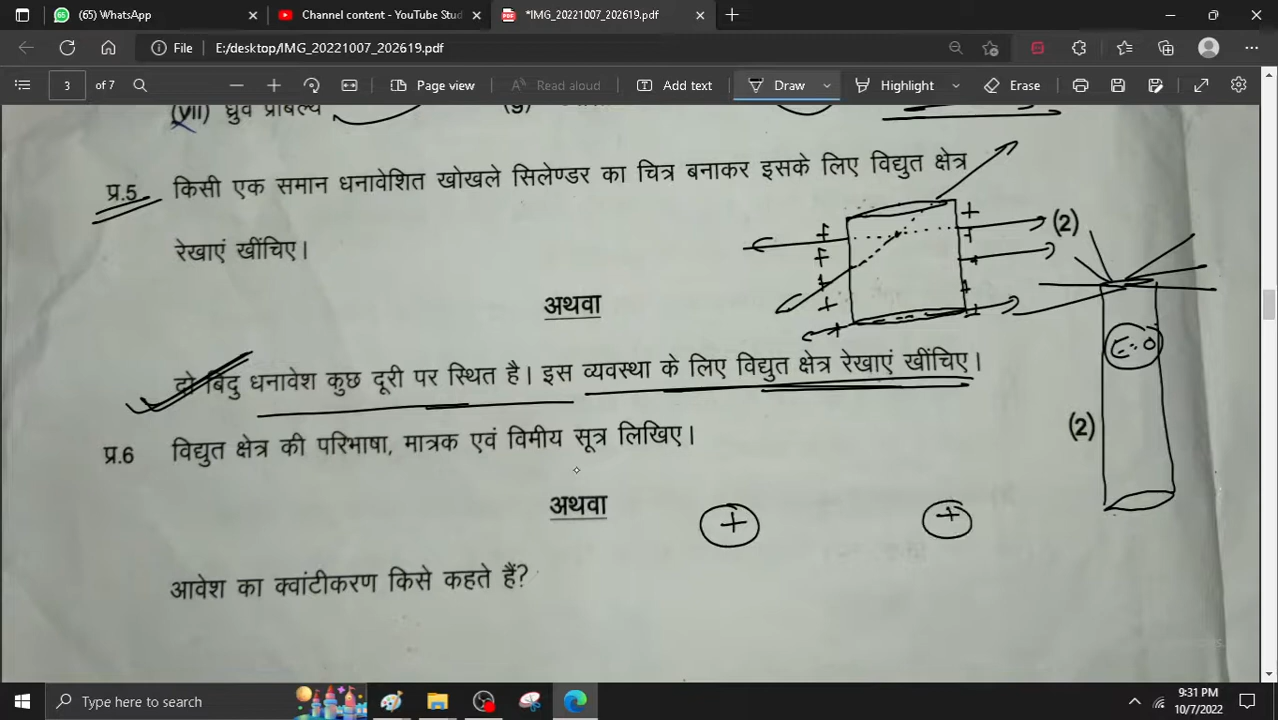 (65) WhatsApp
Channel content - YouTube Stud
*IMG_20221007_202619.pdf
File E:/desktop/IMG_20221007_202619.pdf
3 of 7 Page view Read aloud Add text Draw Highlight Erase
(vii) ध्रुव प्राबल्य (g)
प्र.5 किसी एक समान धनावेशित खोखले सिलेण्डर का चित्र बनाकर इसके लिए विद्युत क्षेत्र
रेखाएं खींचिए। (2)
अथवा
दो बिंदु धनावेश कुछ दूरी पर स्थित है। इस व्यवस्था के लिए विद्युत क्षेत्र रेखाएं खींचिए।
प्र.6 विद्युत क्षेत्र की परिभाषा, मात्रक एवं विमीय सूत्र लिखिए। (2)
अथवा
+ +
आवेश का क्वांटीकरण किसे कहते हैं?
Type here to search
9:31 PM
10/7/2022